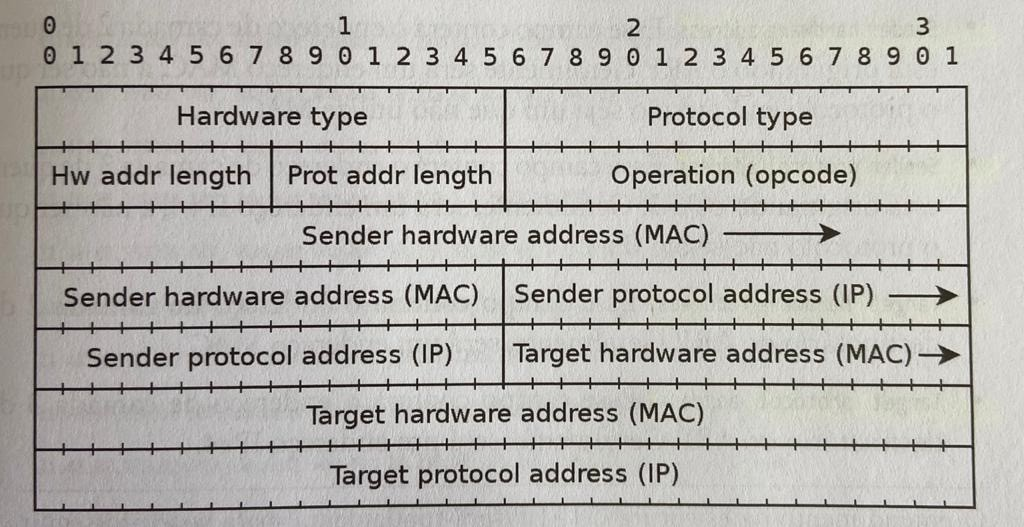 0 1 2 3
0 1 2 3 4 5 6 7 8 9 0 1 2 3 4 5 6 7 8 9 0 1 2 3 4 5 6 7 8 9 0 1
Hardware type Protocol type
Hw addr length Prot addr length Operation (opcode)
Sender hardware address (MAC)
Sender hardware address (MAC) Sender protocol address (IP)
Sender protocol address (IP) Target hardware address (MAC)
Target hardware address (MAC)
Target protocol address (IP)